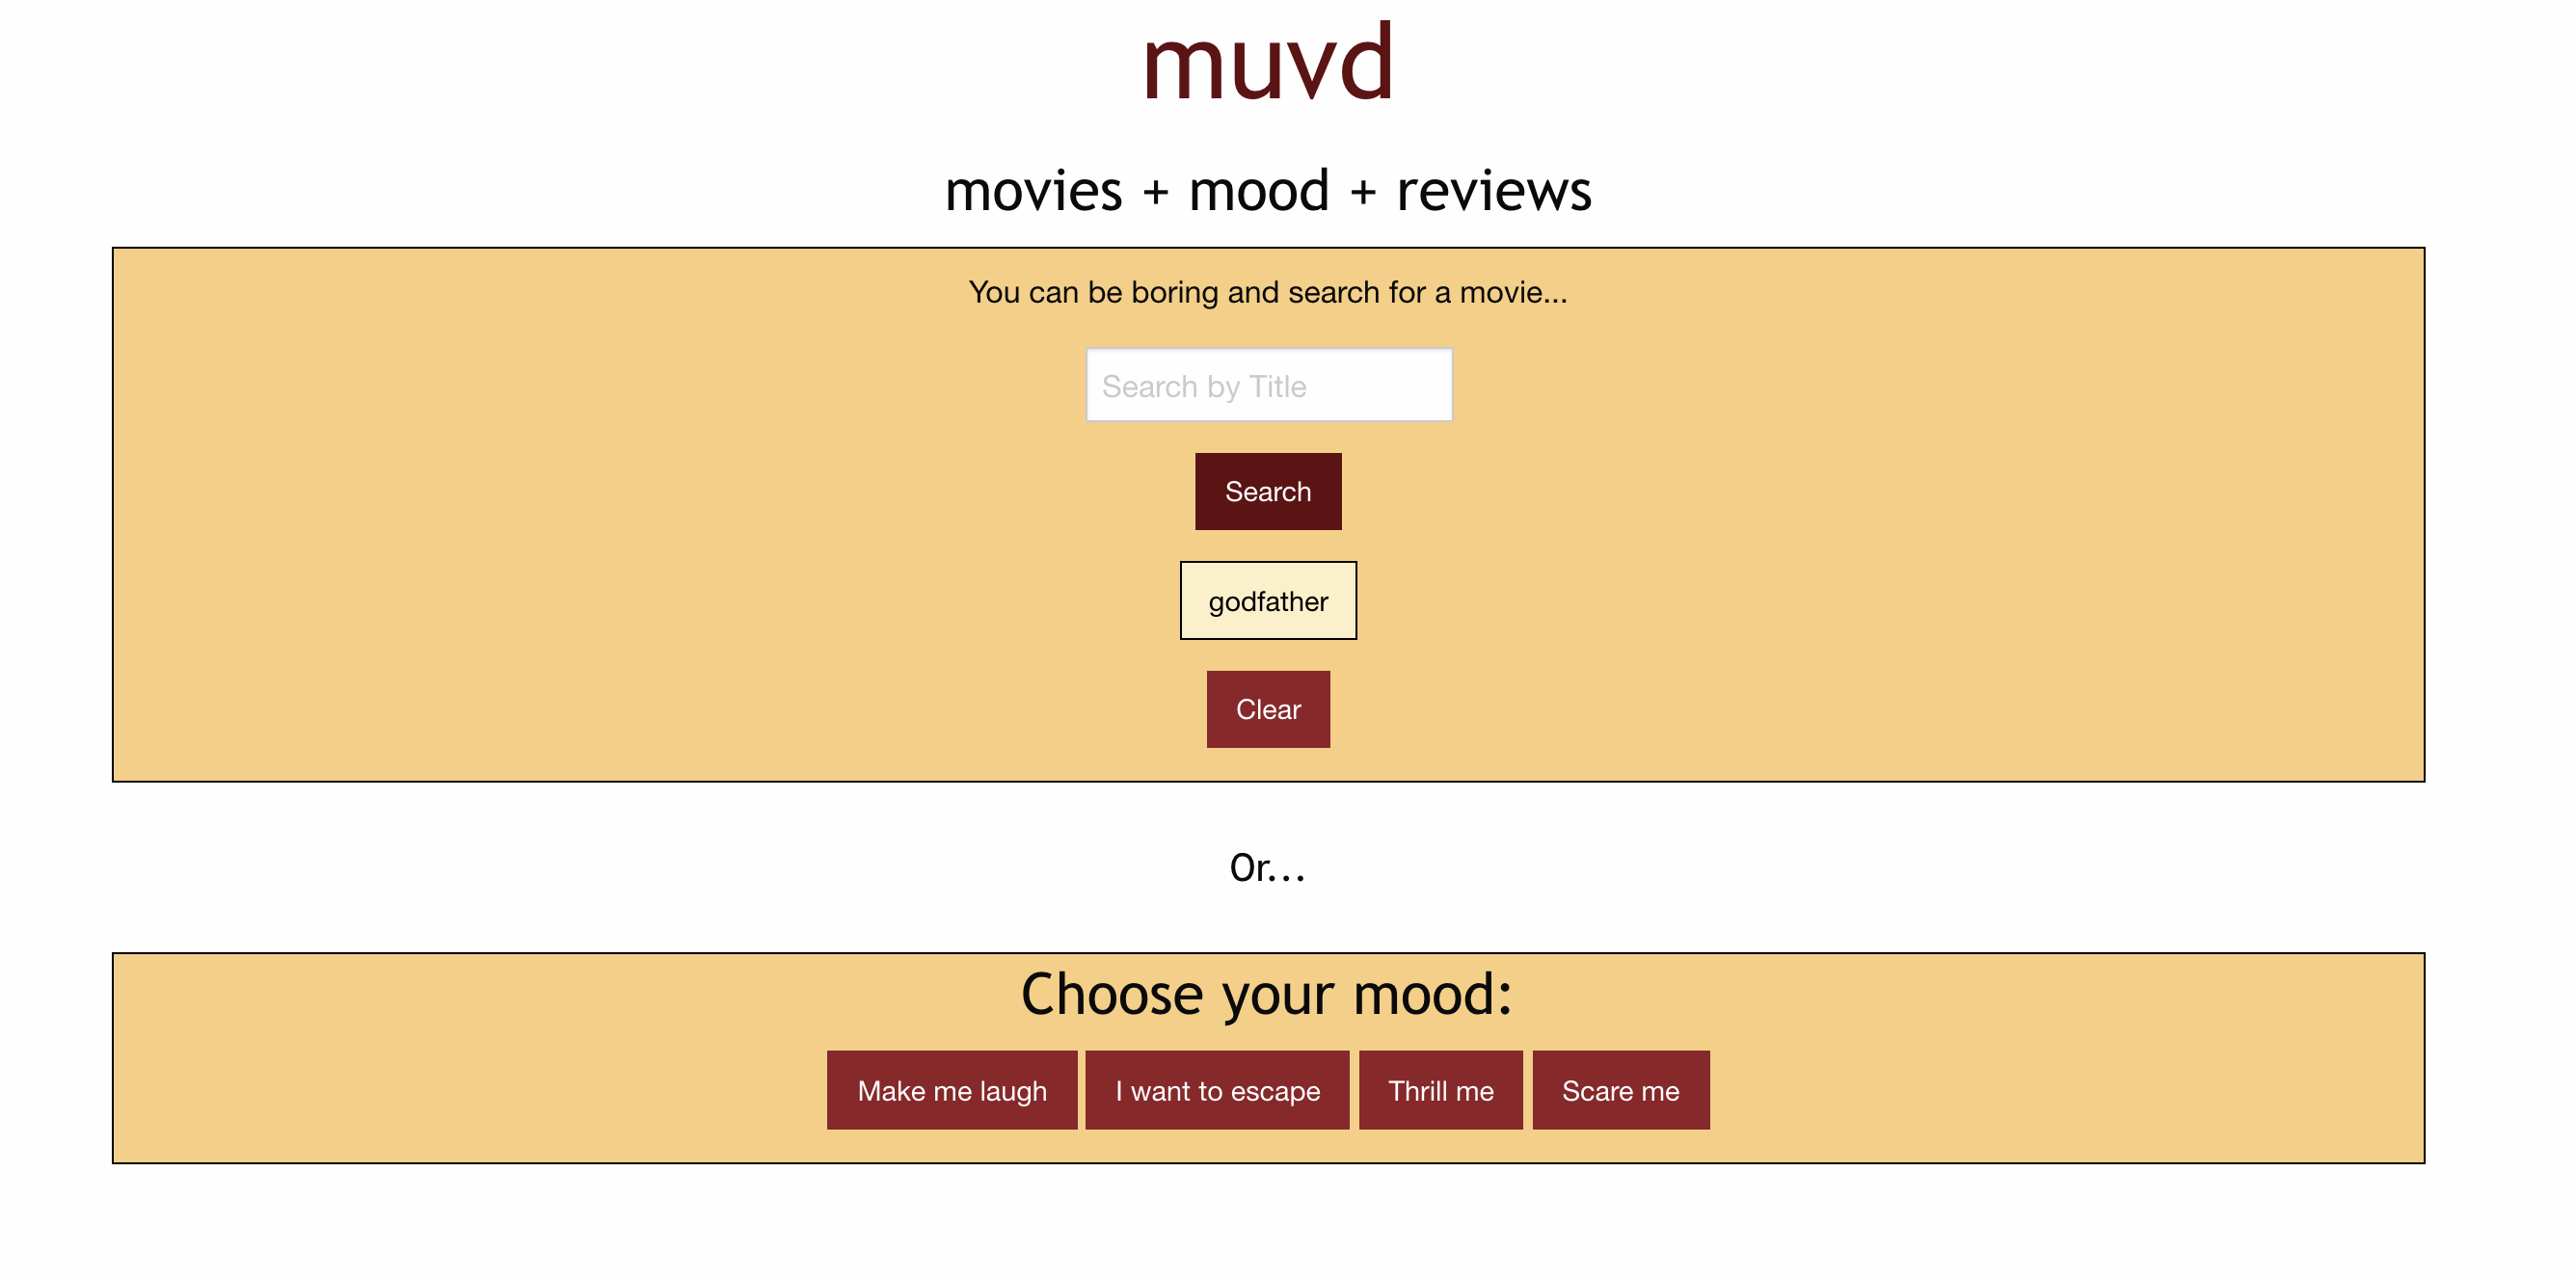 muvd
movies + mood + reviews
You can be boring and search for a movie...
Search by Title
Search
godfather
Clear
Or...
Choose your mood:
Make me laugh I want to escape Thrill me Scare me